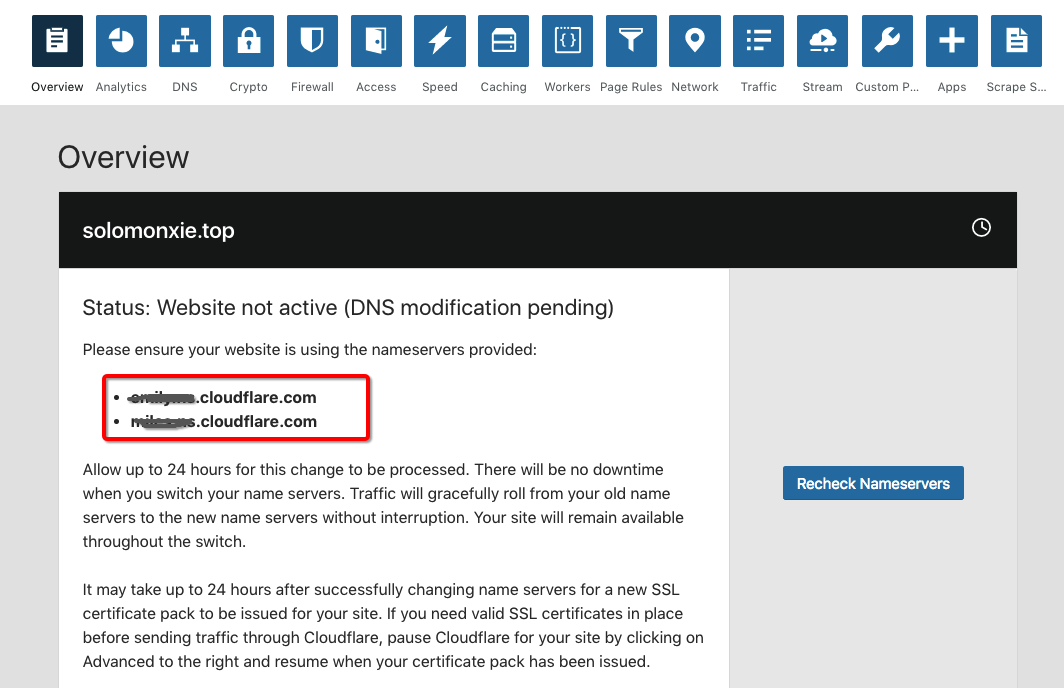 Overview Analytics DNS Crypto Firewall Access Speed Caching Workers Page Rules Network Traffic Stream Custom P... Apps Scrape S...
Overview
solomonxie.top
Status: Website not active (DNS modification pending)
Please ensure your website is using the nameservers provided:
• .cloudflare.com
• .cloudflare.com
Allow up to 24 hours for this change to be processed. There will be no downtime
when you switch your name servers. Traffic will gracefully roll from your old name
servers to the new name servers without interruption. Your site will remain available
throughout the switch.
Recheck Nameservers
It may take up to 24 hours after successfully changing name servers for a new SSL
certificate pack to be issued for your site. If you need valid SSL certificates in place
before sending traffic through Cloudflare, pause Cloudflare for your site by clicking on
Advanced to the right and resume when your certificate pack has been issued.